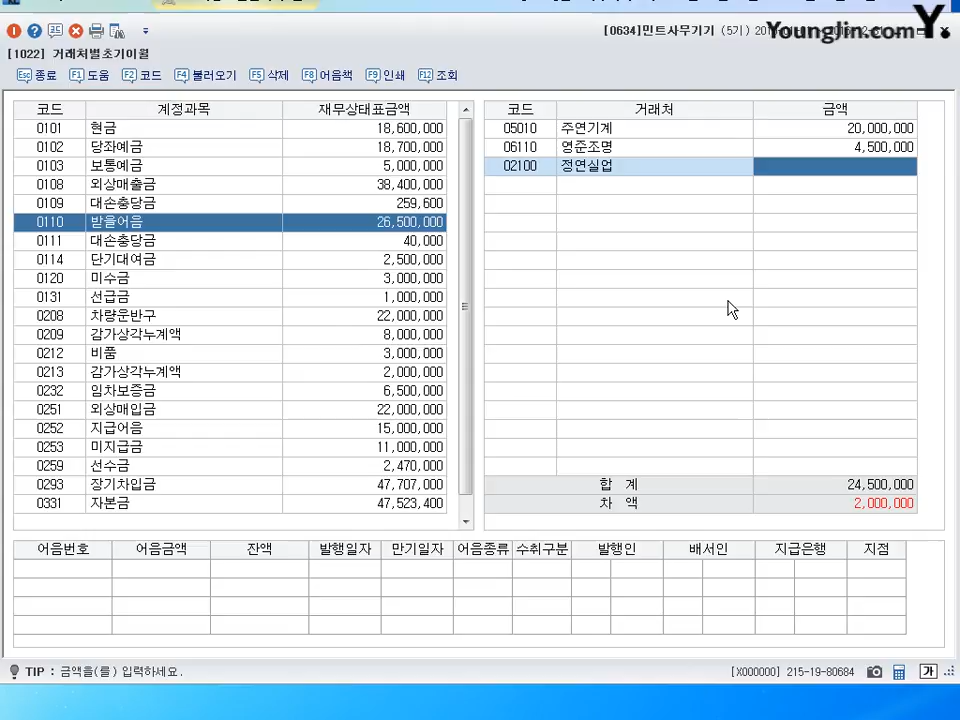 Younglin.com
Y.
[0634]민트사무기기 (5기)
[1022] 거래처별초기이월
Esc 종료 F1 도움 F2 코드 F4 불러오기 F5 삭제 F8 어음책 F9 인쇄 F12 조회
코드 계정과목 재무상태표금액
0101 현금 18,600,000
0102 당좌예금 18,700,000
0103 보통예금 5,000,000
0108 외상매출금 38,400,000
0109 대손충당금 259,600
0110 받을어음 26,500,000
0111 대손충당금 40,000
0114 단기대여금 2,500,000
0120 미수금 3,000,000
0131 선급금 1,000,000
0208 차량운반구 22,000,000
0209 감가상각누계액 8,000,000
0212 비품 3,000,000
0213 감가상각누계액 2,000,000
0232 임차보증금 6,500,000
0251 외상매입금 22,000,000
0252 지급어음 15,000,000
0253 미지급금 11,000,000
0259 선수금 2,470,000
0293 장기차입금 47,707,000
0331 자본금 47,523,400
코드 거래처 금액
05010 주연기계 20,000,000
06110 영준조명 4,500,000
02100 정연실업
합 계 24,500,000
차 액 2,000,000
어음번호 어음금액 잔액 발행일자 만기일자 어음종류 수취구분 발행인 배서인 지급은행 지점
TIP : 금액을(를) 입력하세요.
[X000000] 215-19-80684
가